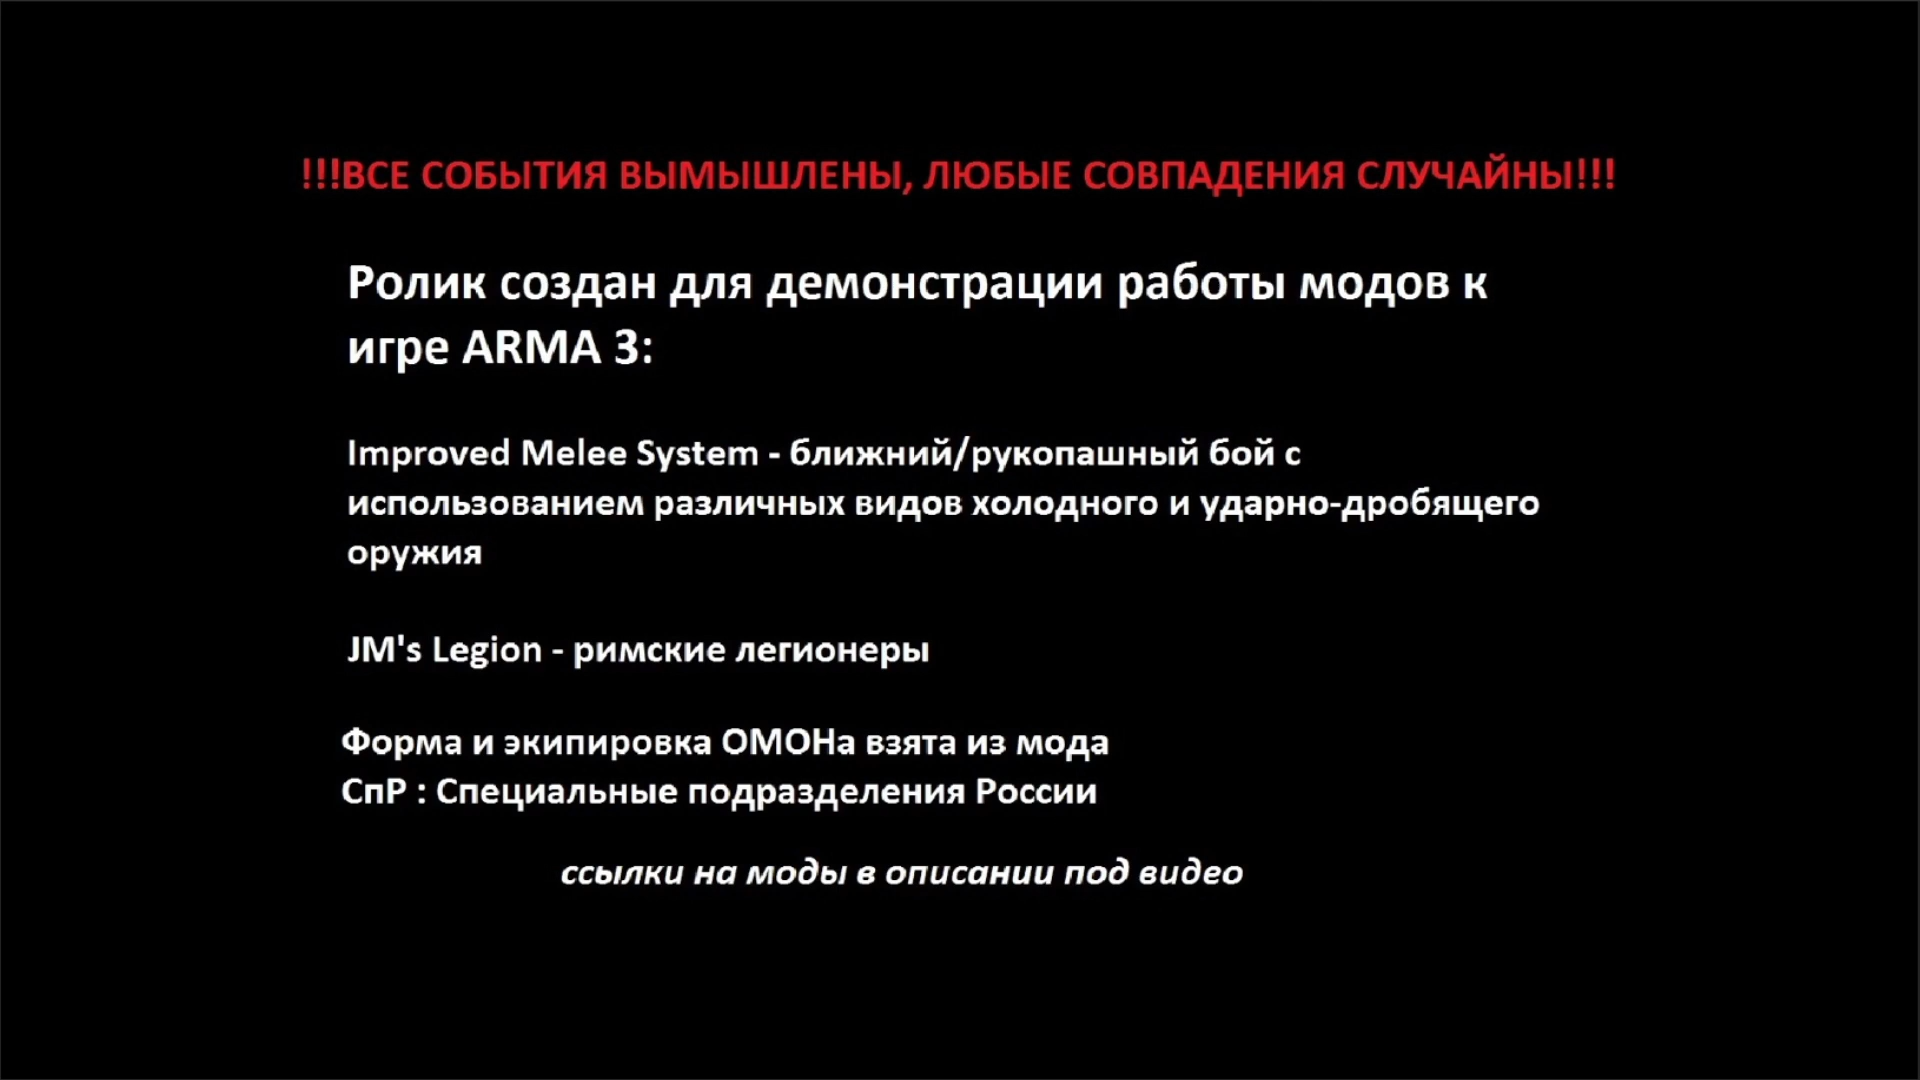 !!!ВСЕ СОБЫТИЯ ВЫМЫШЛЕНЫ, ЛЮБЫЕ СОВПАДЕНИЯ СЛУЧАЙНЫ!!!
Ролик создан для демонстрации работы модов к
игре ARMA 3:
Improved Melee System - ближний/рукопашный бой с
использованием различных видов холодного и ударно-дробящего
оружия
JM's Legion - римские легионеры
Форма и экипировка ОМОНа взята из мода
СпР : Специальные подразделения России
ссылки на моды в описании под видео